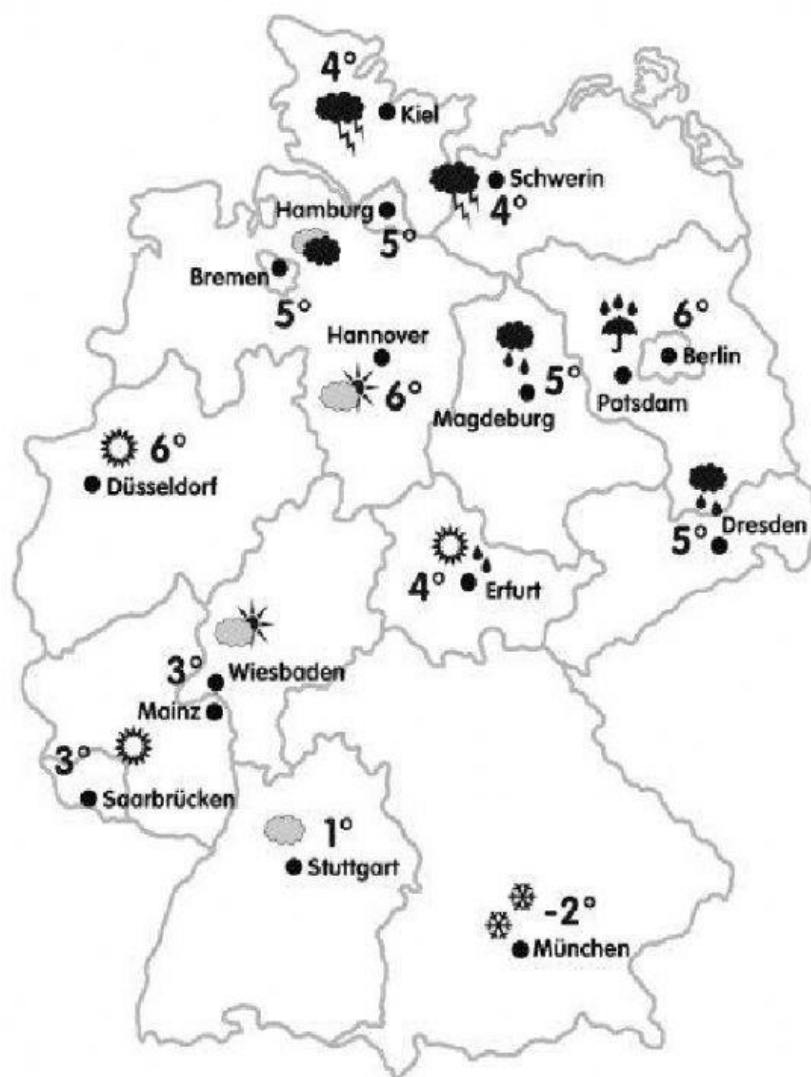 4°
Kiel
Schwerin
4°
Hamburg
5°
Bremen
5°
Hannover
6°
6°
Berlin
Potsdam
5°
Magdeburg
6°
Düsseldorf
Dresden
5°
4°
Erfurt
3°
Wiesbaden
Mainz
3°
Saarbrücken
1°
Stuttgart
-2°
München